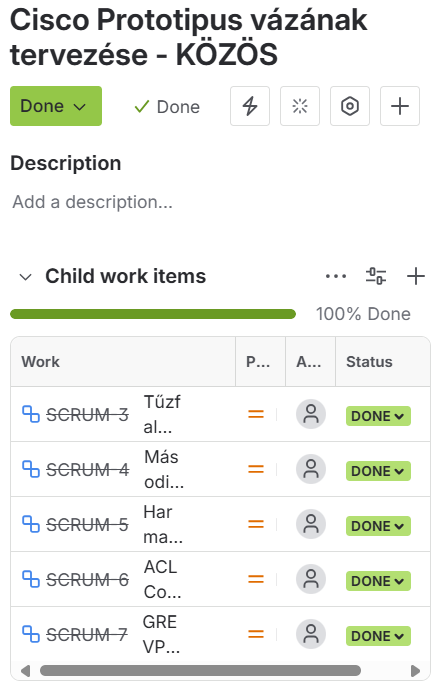 Cisco Prototipus vázának
tervezése - KÖZÖS
Done Done
Description
Add a description...
Child work items
100% Done
Work P... A... Status
SCRUM-3 Tűzf
al... DONE
SCRUM-4 Más
odi... DONE
SCRUM-5 Har
ma... DONE
SCRUM-6 ACL
Co... DONE
SCRUM-7 GRE
VP... DONE